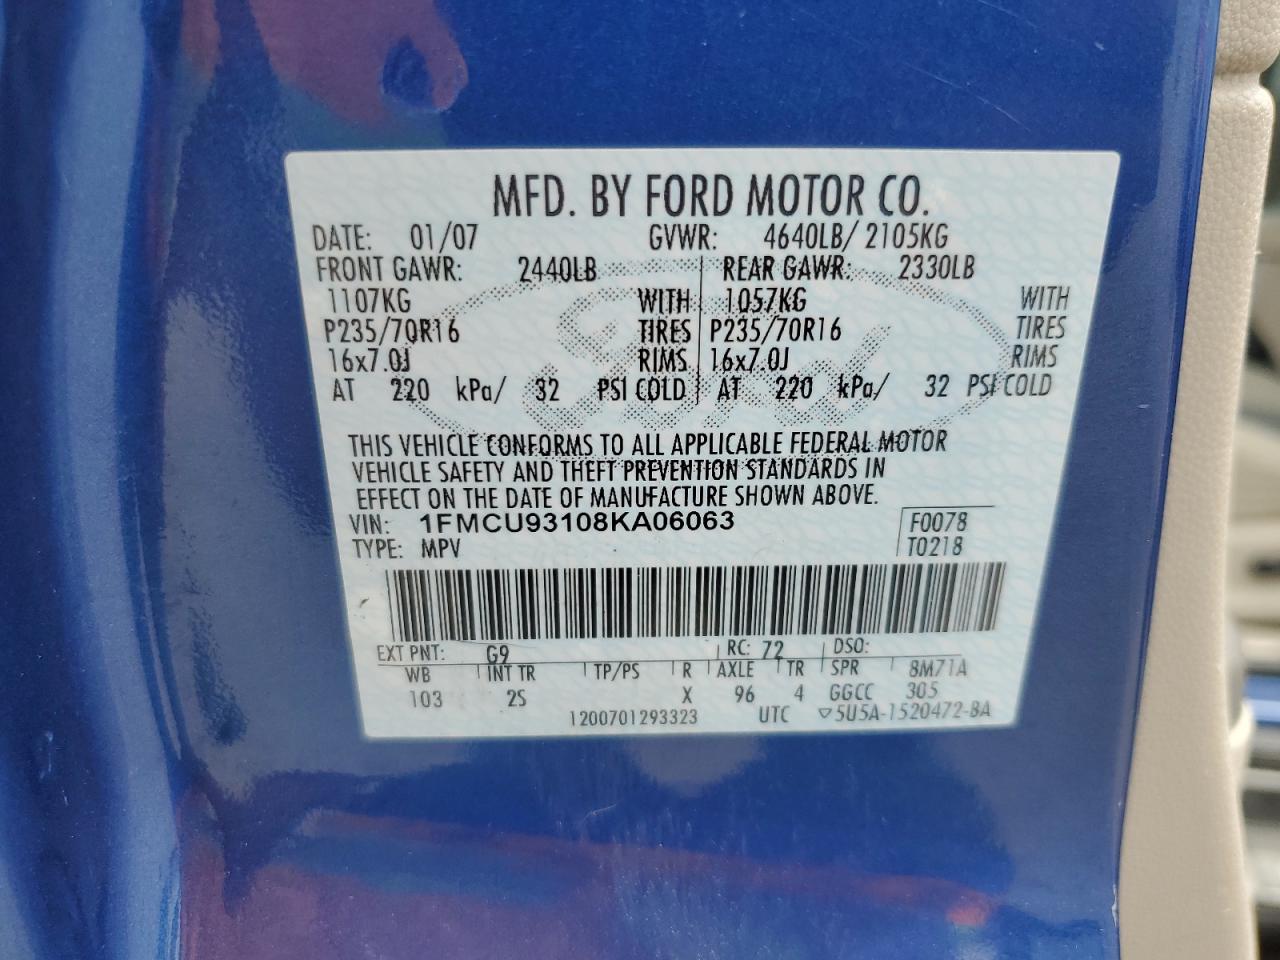 MFD. BY FORD MOTOR CO.
DATE: 01/07 GVWR: 4640LB/ 2105KG
FRONT GAWR: 2440LB REAR GAWR: 2330LB
1107KG WITH 1057KG WITH
P235/70R16 TIRES P235/70R16 TIRES
16x7.0J RIMS 16x7.0J RIMS
AT 220 kPa/ 32 PSI COLD AT 220 kPa/ 32 PSI COLD
Ford
THIS VEHICLE CONFORMS TO ALL APPLICABLE FEDERAL MOTOR
VEHICLE SAFETY AND THEFT PREVENTION STANDARDS IN
EFFECT ON THE DATE OF MANUFACTURE SHOWN ABOVE.
VIN: 1FMCU93108KA06063 F0078
TYPE: MPV T0218
EXT PNT: G9 RC: 72 DSO:
WB INT TR TP/PS R AXLE TR SPR 8M71A
103 2S X 96 4 GGCC 305
1200701293323 UTC ▽5U5A-1520472-BA